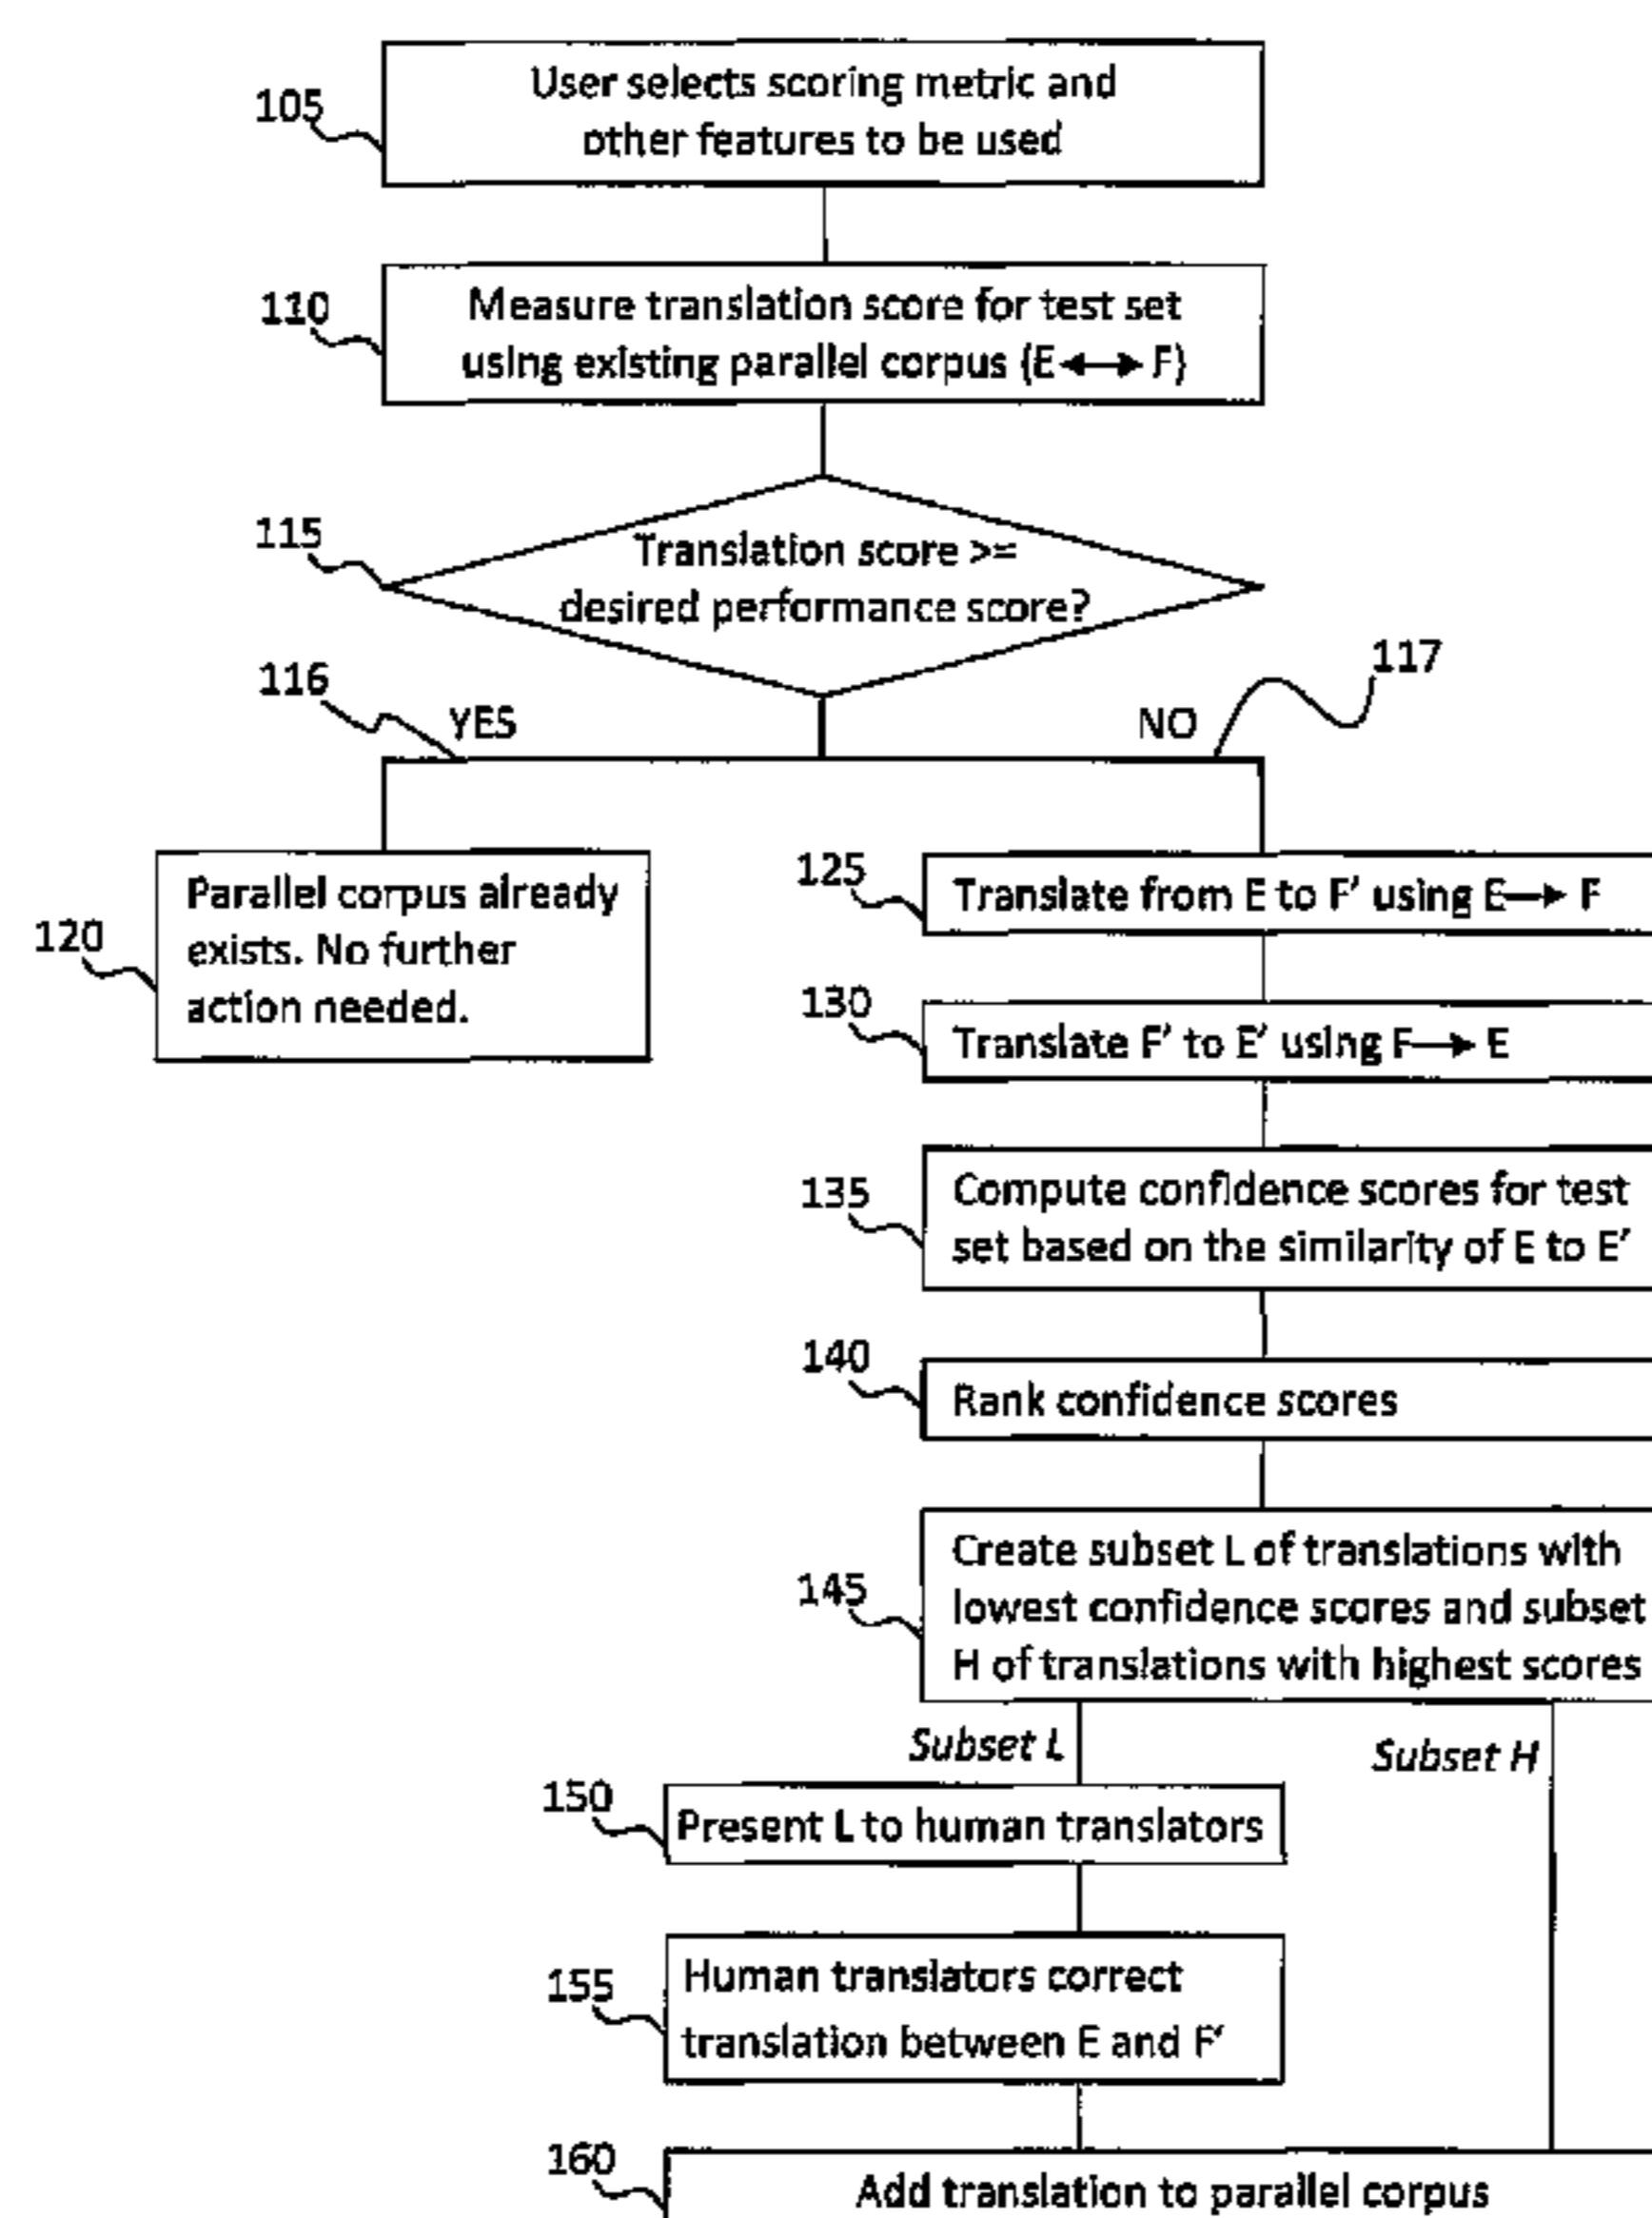 105
User selects scoring metric and
other features to be used
110
Measure translation score for test set
using existing parallel corpus (E ↔ F)
115
Translation score >=
desired performance score?
116
YES
NO
117
120
Parallel corpus already
exists. No further
action needed.
125
Translate from E to F' using E → F
130
Translate F' to E' using F → E
135
Compute confidence scores for test
set based on the similarity of E to E'
140
Rank confidence scores
145
Create subset L of translations with
lowest confidence scores and subset
H of translations with highest scores
Subset L
Subset H
150
Present L to human translators
155
Human translators correct
translation between E and F'
160
Add translation to parallel corpus